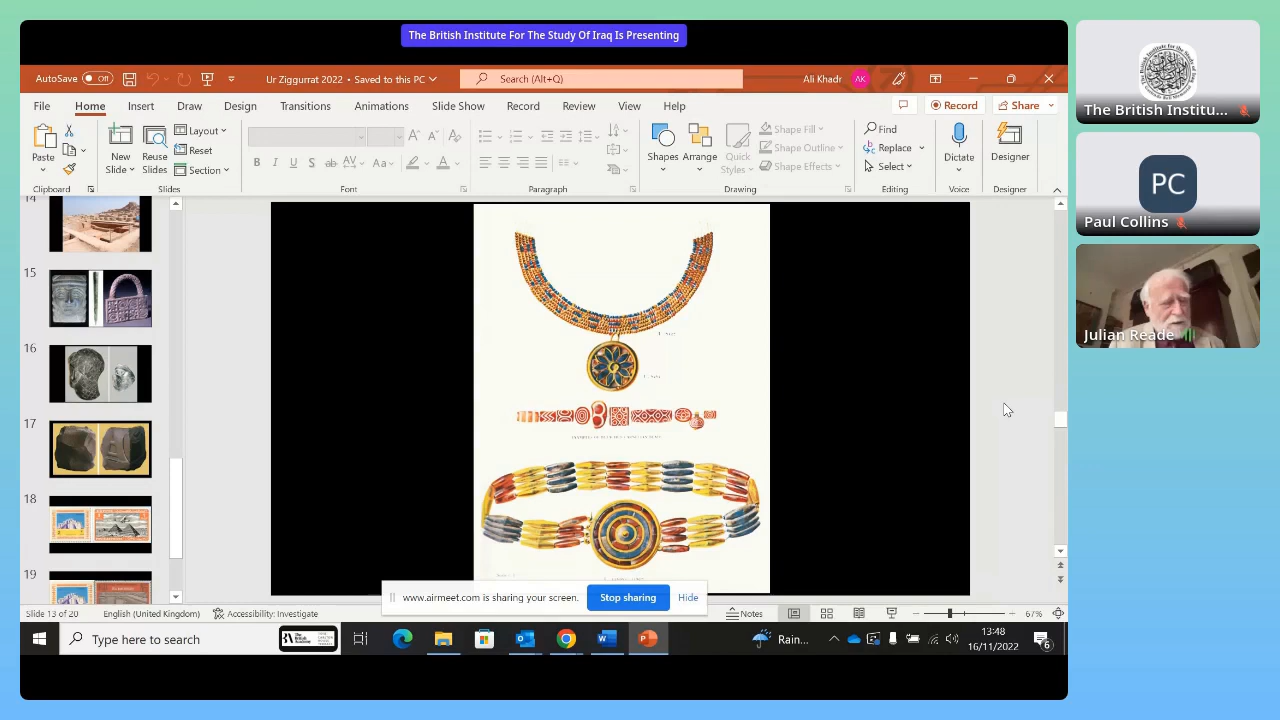 The British Institute For The Study Of Iraq Is Presenting
AutoSave Off
Ur Ziggurat 2022 • Saved to this PC
Search (Alt+Q)
Ali Khadr AK
File Home Insert Draw Design Transitions Animations Slide Show Record Review View Help
Record Share
Paste
New Slide
Reuse Slides
Layout
Reset
Section
B I U S ab AV Aa A
Shapes Arrange Quick Styles
Shape Fill
Shape Outline
Shape Effects
Find
Replace
Select
Dictate
Designer
Clipboard Slides Font Paragraph Drawing Editing Voice Designer
14
15
16
17
18
19
www.airmeet.com is sharing your screen. Stop sharing Hide
Slide 13 of 20 English (United Kingdom) Accessibility: Investigate Notes 67%
Type here to search
Rain...
13:48
16/11/2022
6
The British Institu...
PC
Paul Collins
Julian Reade